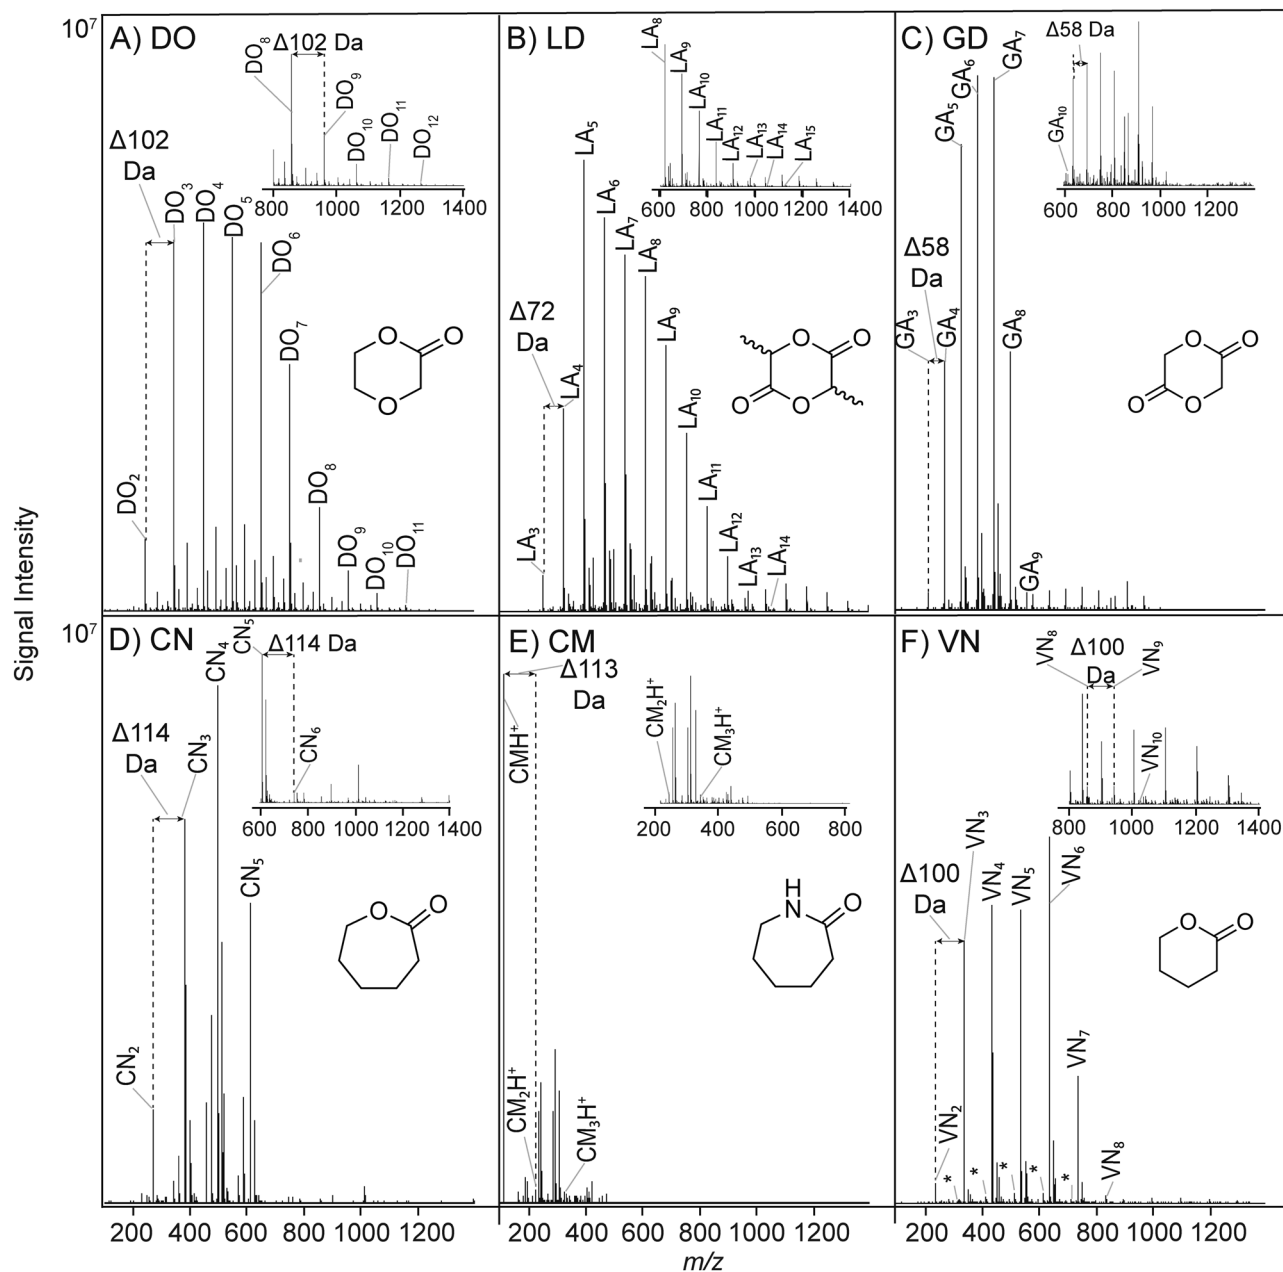 Signal Intensity
10⁷
A) DO
Δ102 Da
DO₈
DO₉
DO₁₀
DO₁₁
DO₁₂
800 1000 1200 1400
Δ102
Da
DO₂
DO₃
DO₄
DO₅
DO₆
DO₇
DO₈
DO₉
DO₁₀
DO₁₁
O
O
O
B) LD
LA₈
LA₉
LA₁₀
LA₁₁
LA₁₂
LA₁₃
LA₁₄
LA₁₅
600 800 1000 1200 1400
Δ72
Da
LA₃
LA₄
LA₅
LA₆
LA₇
LA₈
LA₉
LA₁₀
LA₁₁
LA₁₂
LA₁₃
LA₁₄
O
O
O
O
C) GD
Δ58 Da
GA₁₀
600 800 1000 1200
Δ58
Da
GA₃
GA₄
GA₅
GA₆
GA₇
GA₈
GA₉
O
O
O
O
10⁷
D) CN
Δ114 Da
CN₅
CN₆
600 800 1000 1200 1400
Δ114
Da
CN₂
CN₃
CN₄
CN₅
O
O
200 400 600 800 1000 1200
E) CM
Δ113
Da
CMH⁺
CM₂H⁺
CM₃H⁺
200 400 600 800
CM₂H⁺
CM₃H⁺
H
N
O
200 400 600 800 1000 1200
F) VN
VN₈
Δ100
Da
VN₉
VN₁₀
800 1000 1200 1400
Δ100
Da
VN₂
VN₃
VN₄
VN₅
VN₆
VN₇
VN₈
* * * * *
O
O
200 400 600 800 1000 1200
m/z